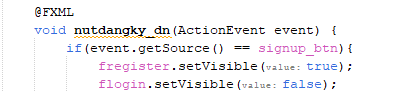 @FXML
void nutdangky_dn(ActionEvent event) {
if(event.getSource() == signup_btn){
fregister.setVisible(value: true);
flogin.setVisible(value: false);